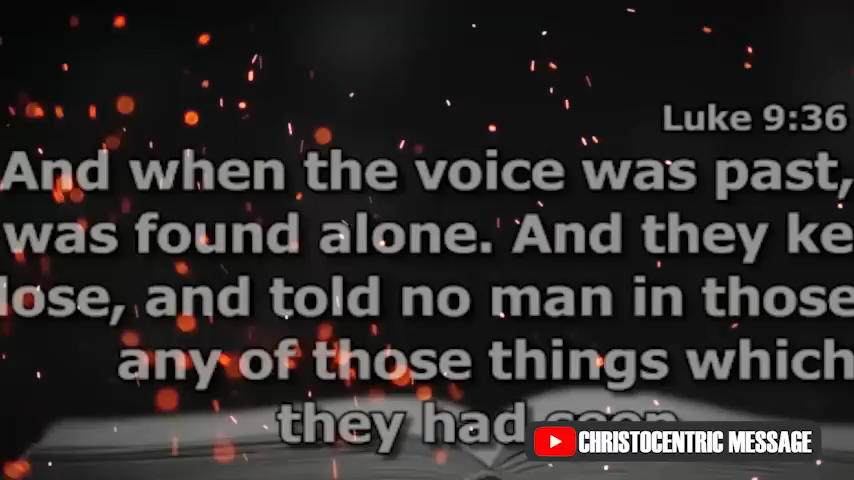 Luke 9:36
And when the voice was past,
was found alone. And they ke
lose, and told no man in those
any of those things which
they had seen
CHRISTOCENTRIC MESSAGE